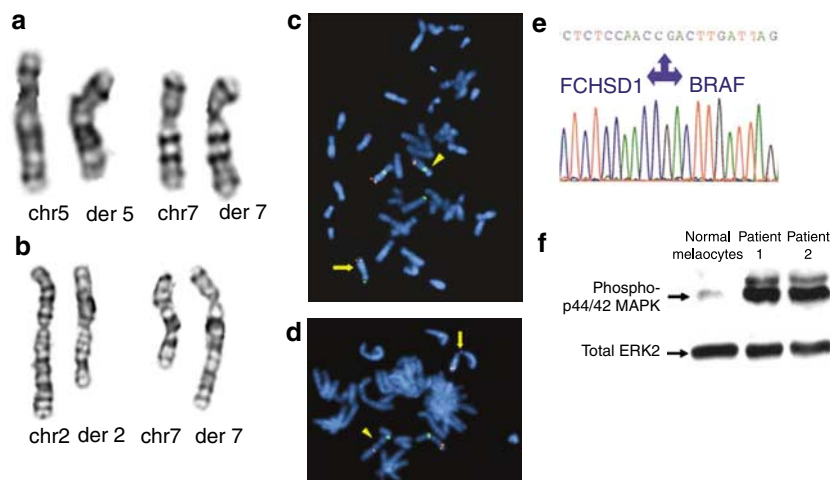 a
chr5 der 5 chr7 der 7
b
chr2 der 2 chr7 der 7
c
d
e
CTCTCCAACCGACTTGATTAG
FCHSD1 BRAF
f
Normal melaocytes
Patient 1
Patient 2
Phospho-
p44/42 MAPK
Total ERK2